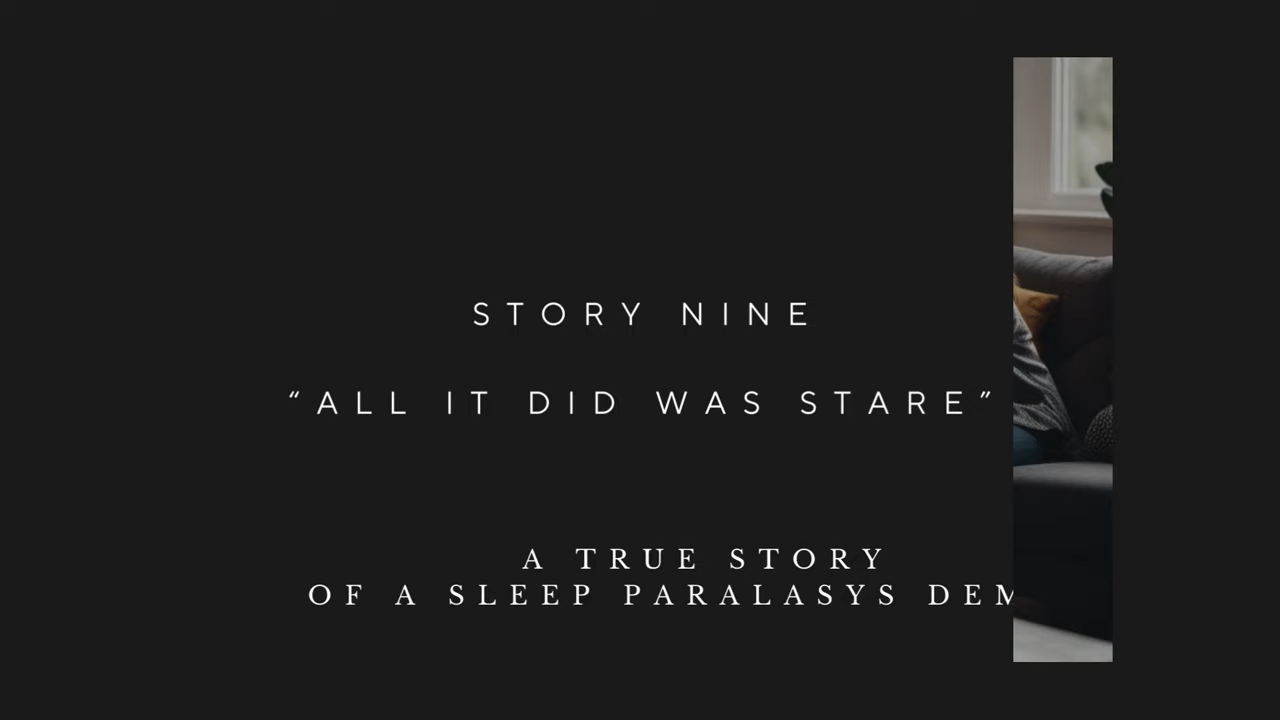 STORY NINE
“ALL IT DID WAS STARE”
A TRUE STORY
OF A SLEEP PARALASYS DEM